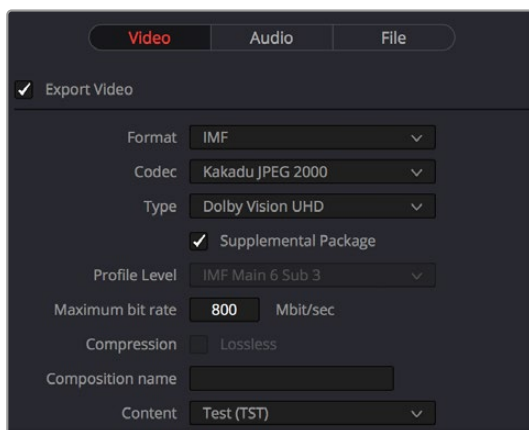 Video Audio File
Export Video
Format IMF
Codec Kakadu JPEG 2000
Type Dolby Vision UHD
Supplemental Package
Profile Level IMF Main 6 Sub 3
Maximum bit rate 800 Mbit/sec
Compression Lossless
Composition name
Content Test (TST)